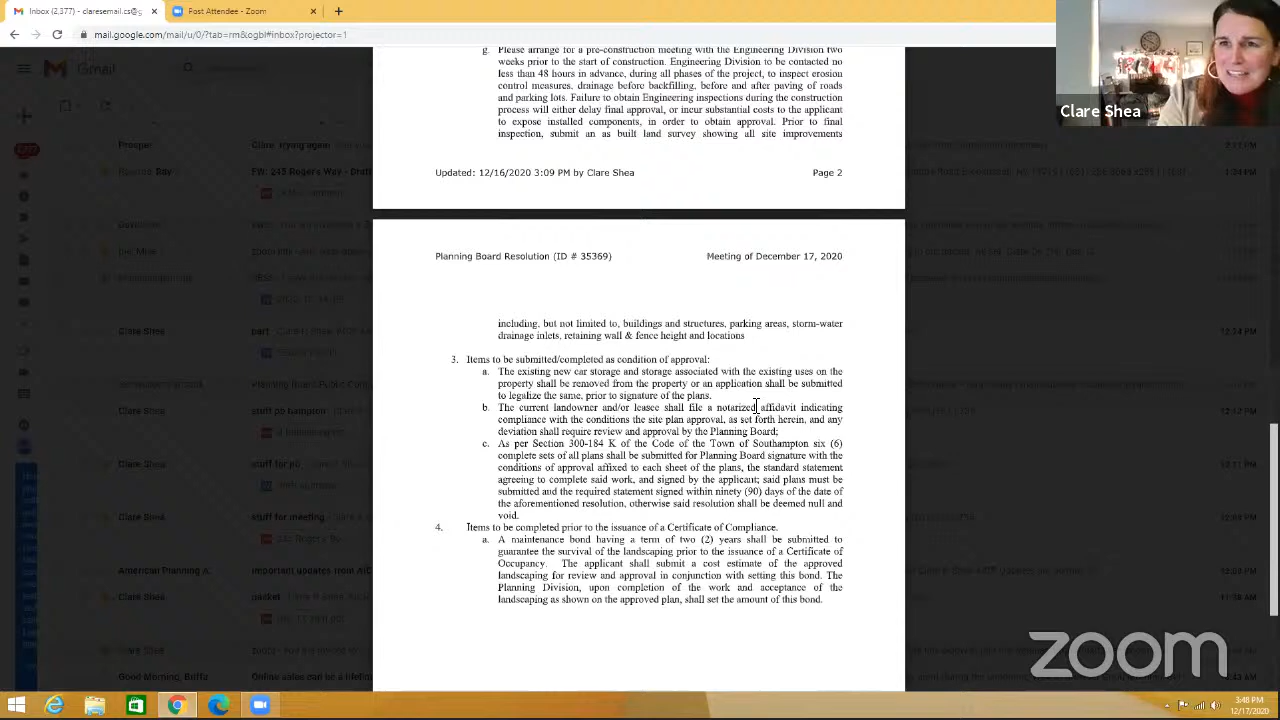 Inbox (2,377) - claresemail.cs@g
Post Attendee - Zoom
mail.google.com/mail/u/0/?tab=rm&ogbl#inbox?projector=1
Gmail
Clare Shea
g. Please arrange for a pre-construction meeting with the Engineering Division two
weeks prior to the start of construction. Engineering Division to be contacted no
less than 48 hours in advance, during all phases of the project, to inspect erosion
control measures, drainage before backfilling, before and after paving of roads
and parking lots. Failure to obtain Engineering inspections during the construction
process will either delay final approval, or incur substantial costs to the applicant
to expose installed components, in order to obtain approval. Prior to final
inspection, submit an as built land survey showing all site improvements
Updated: 12/16/2020 3:09 PM by Clare Shea
Page 2
Planning Board Resolution (ID # 35369)
Meeting of December 17, 2020
including, but not limited to, buildings and structures, parking areas, storm-water
drainage inlets, retaining wall & fence height and locations
3. Items to be submitted/completed as condition of approval:
a. The existing new car storage and storage associated with the existing uses on the
property shall be removed from the property or an application shall be submitted
to legalize the same, prior to signature of the plans.
b. The current landowner and/or leasee shall file a notarized affidavit indicating
compliance with the conditions the site plan approval, as set forth herein, and any
deviation shall require review and approval by the Planning Board;
c. As per Section 300-184 K of the Code of the Town of Southampton six (6)
complete sets of all plans shall be submitted for Planning Board signature with the
conditions of approval affixed to each sheet of the plans, the standard statement
agreeing to complete said work, and signed by the applicant; said plans must be
submitted and the required statement signed within ninety (90) days of the date of
the aforementioned resolution, otherwise said resolution shall be deemed null and
void.
4. Items to be completed prior to the issuance of a Certificate of Compliance.
a. A maintenance bond having a term of two (2) years shall be submitted to
guarantee the survival of the landscaping prior to the issuance of a Certificate of
Occupancy. The applicant shall submit a cost estimate of the approved
landscaping for review and approval in conjunction with setting this bond. The
Planning Division, upon completion of the work and acceptance of the
landscaping as shown on the approved plan, shall set the amount of this bond.
Clare Shea
Clare Shea
Clare Shea
American Planning A.
Clare Shea
zoom
3:48 PM
12/17/2020